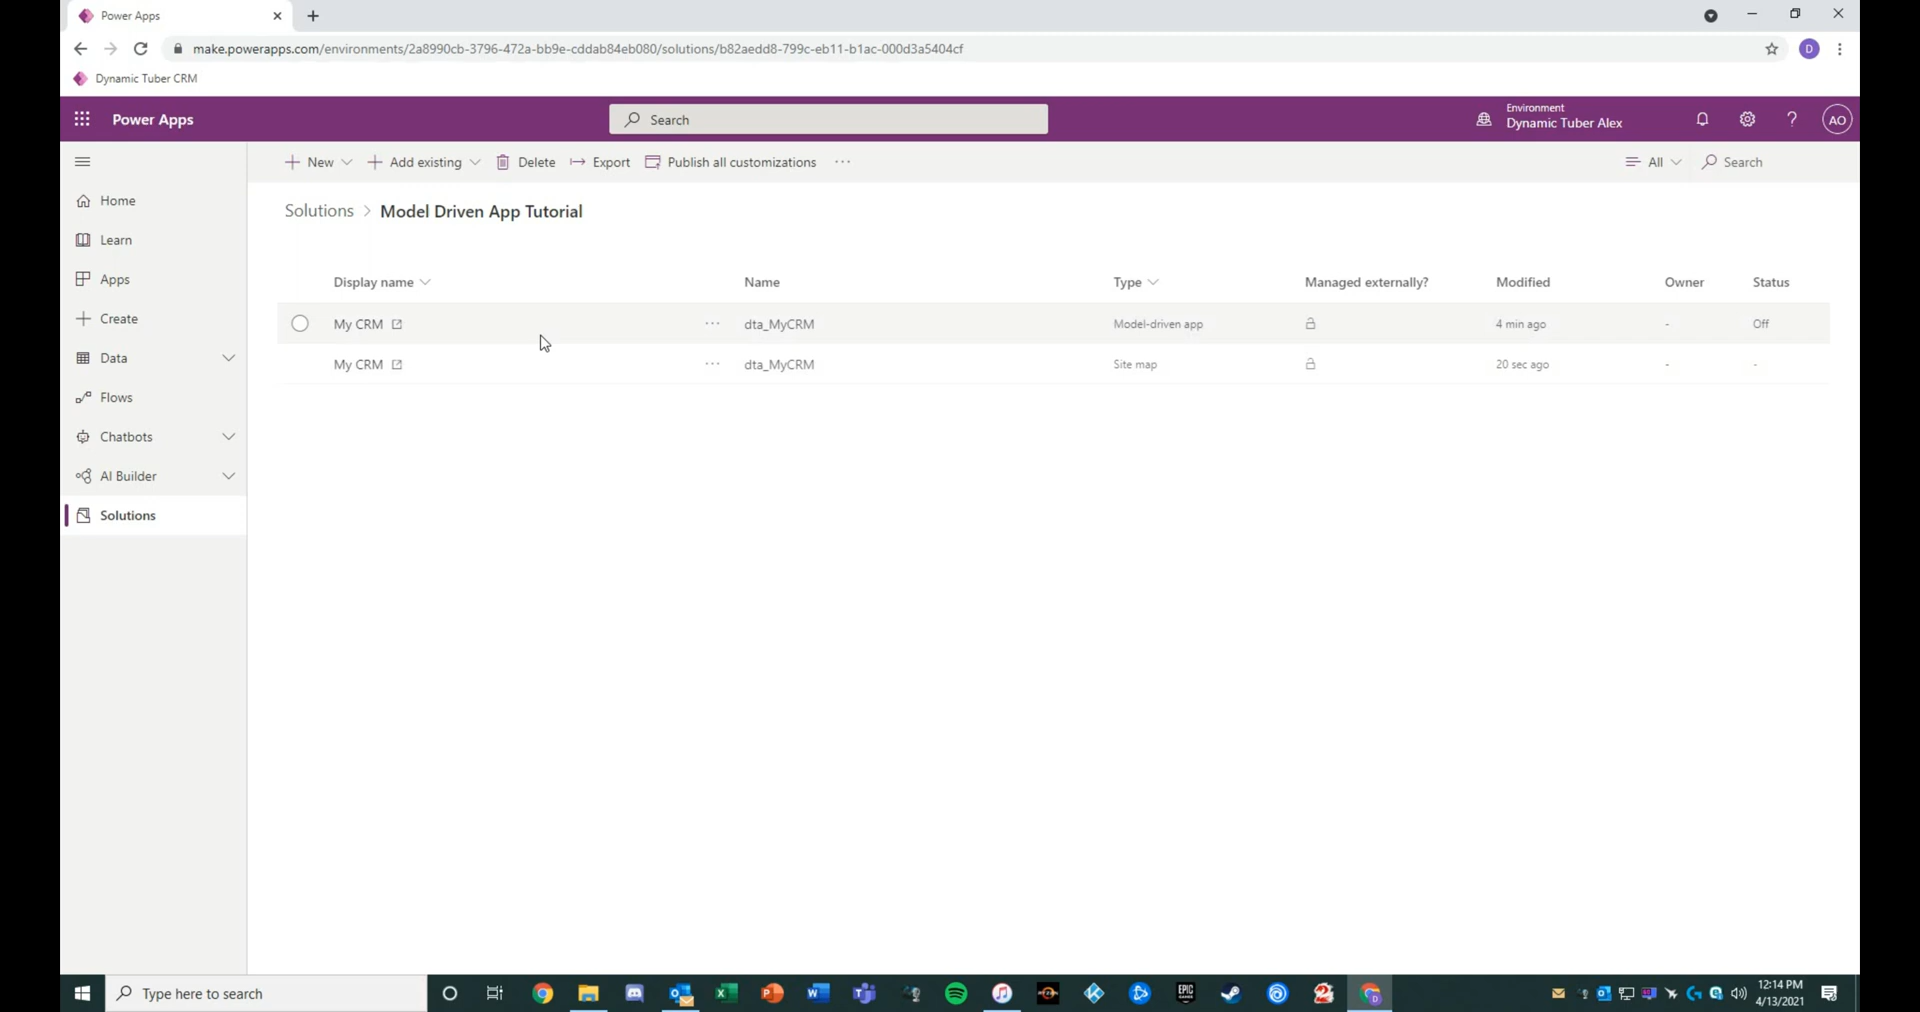 Power Apps
make.powerapps.com/environments/2a8990cb-3796-472a-bb9e-cddab84eb080/solutions/b82aedd8-799c-eb11-b1ac-000d3a5404cf
D
Dynamic Tuber CRM
Power Apps
Search
Environment
Dynamic Tuber Alex
?
AO
New
Add existing
Delete
Export
Publish all customizations
All
Search
Home
Learn
Apps
Create
Data
Flows
Chatbots
AI Builder
Solutions
Solutions > Model Driven App Tutorial
Display name Name Type Managed externally? Modified Owner Status
My CRM ... dta_MyCRM Model-driven app 4 min ago - Off
My CRM ... dta_MyCRM Site map 20 sec ago - -
Type here to search
12:14 PM
4/13/2021